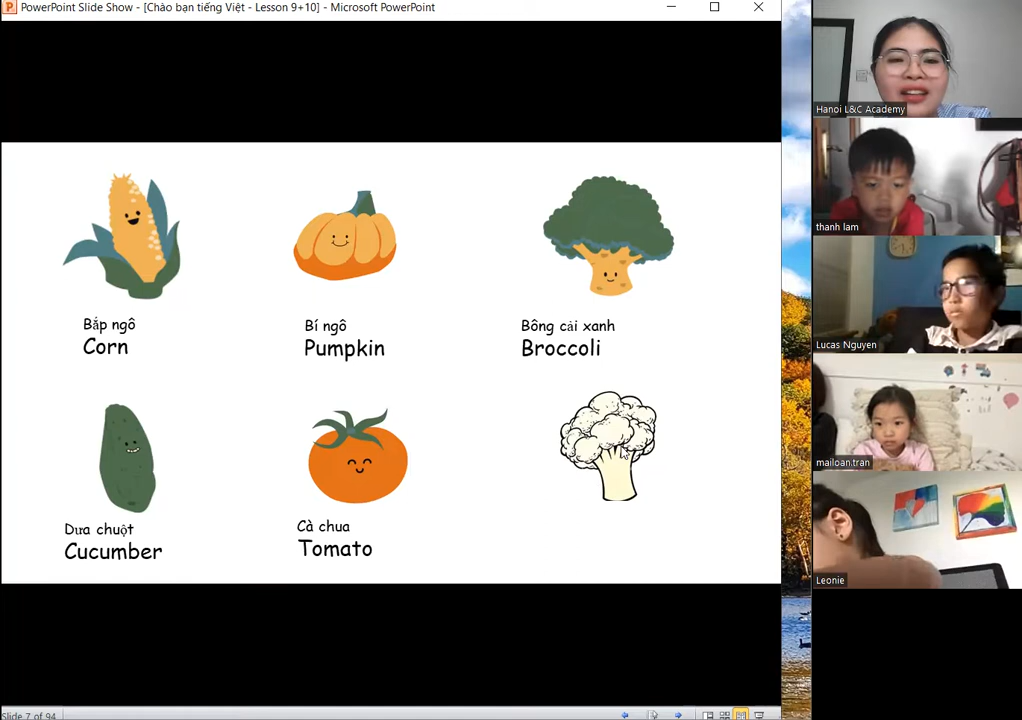 PowerPoint Slide Show - [Chào bạn tiếng Việt - Lesson 9+10] - Microsoft PowerPoint
Hanoi L&C Academy
thanh lam
Lucas Nguyen
mailoan.tran
Leonie
Bắp ngô
Corn
Bí ngô
Pumpkin
Bông cải xanh
Broccoli
Dưa chuột
Cucumber
Cà chua
Tomato
Slide 7 of 94